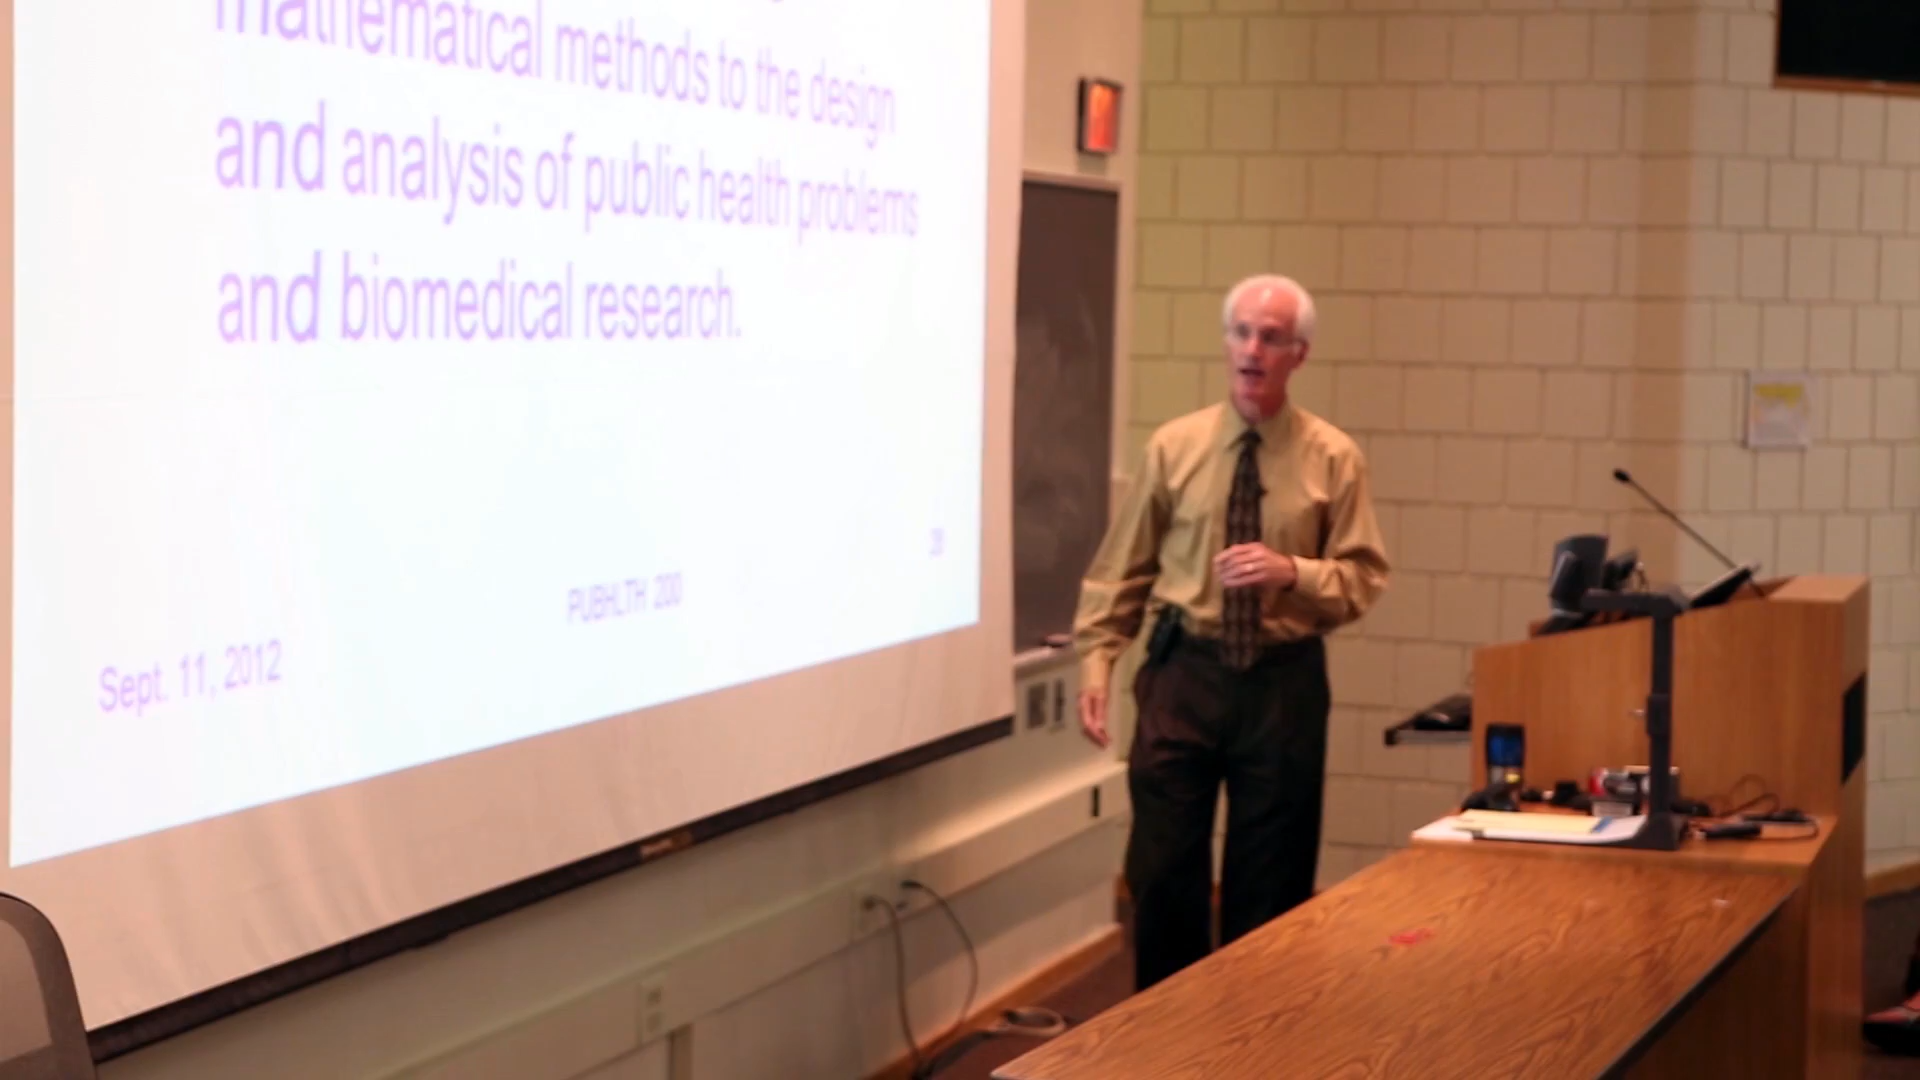 mathematical methods to the design
and analysis of public health problems
and biomedical research.
28
PUBHLTH 200
Sept. 11, 2012